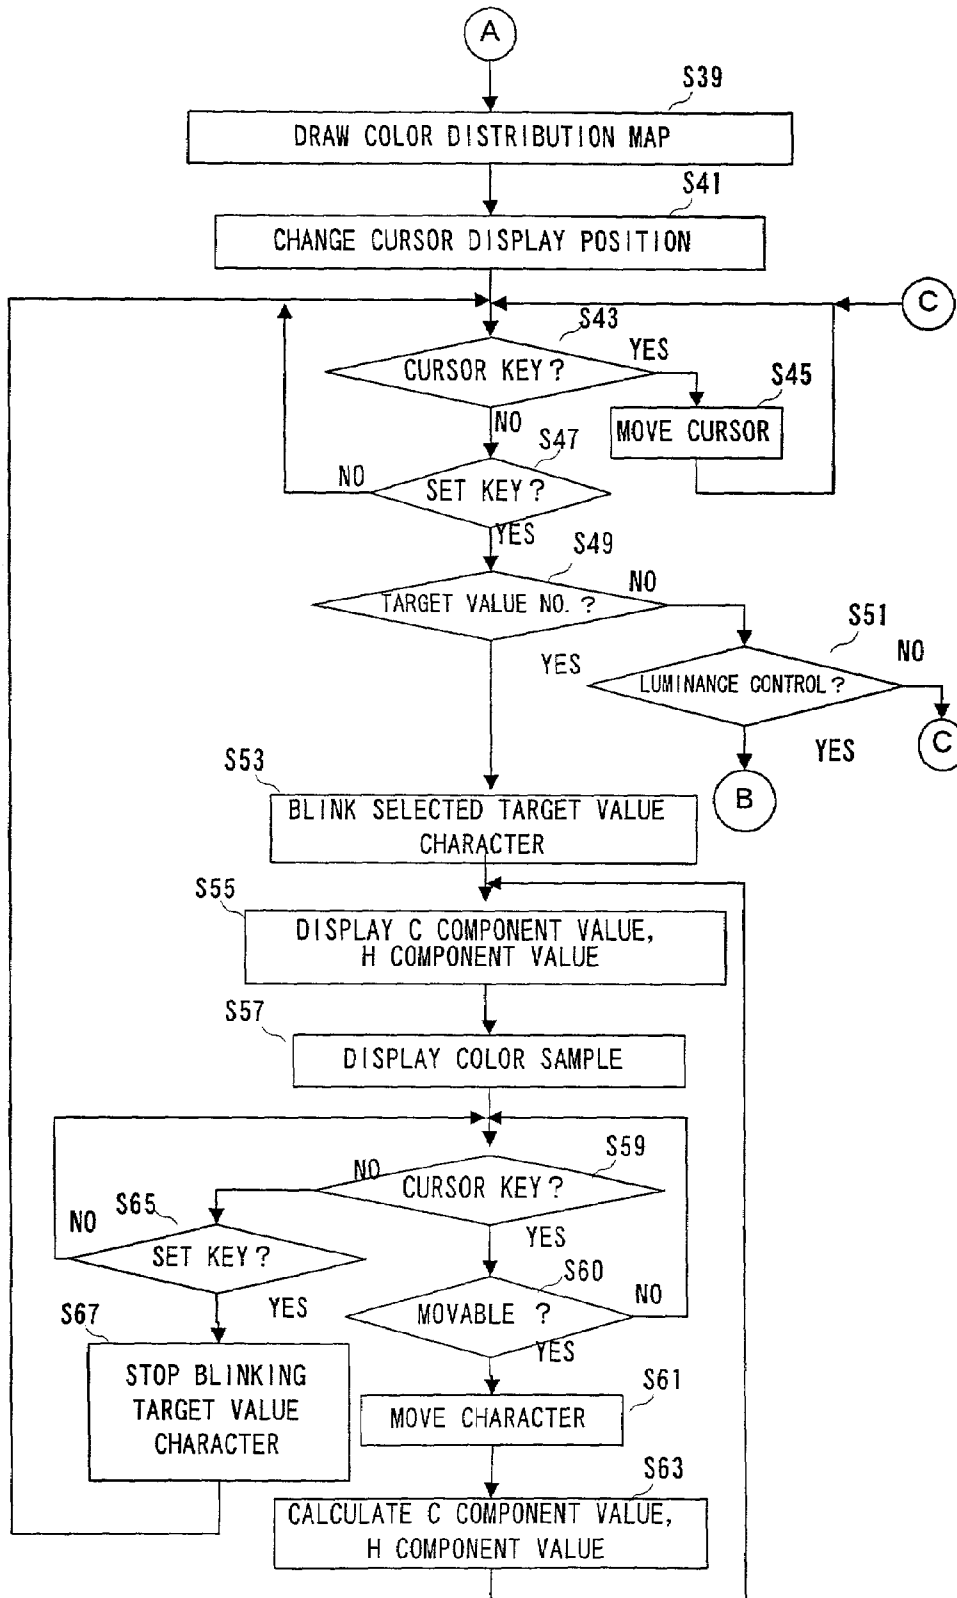 A
S39
DRAW COLOR DISTRIBUTION MAP
S41
CHANGE CURSOR DISPLAY POSITION
C
S43
CURSOR KEY?
YES
S45
MOVE CURSOR
NO
S47
NO
SET KEY?
YES
S49
NO
TARGET VALUE NO. ?
S51
YES
NO
LUMINANCE CONTROL?
C
YES
B
S53
BLINK SELECTED TARGET VALUE
CHARACTER
S55
DISPLAY C COMPONENT VALUE,
H COMPONENT VALUE
S57
DISPLAY COLOR SAMPLE
S59
NO
CURSOR KEY?
S65
NO
YES
SET KEY?
S60
NO
YES
MOVABLE ?
S67
YES
STOP BLINKING
TARGET VALUE
CHARACTER
S61
MOVE CHARACTER
S63
CALCULATE C COMPONENT VALUE,
H COMPONENT VALUE